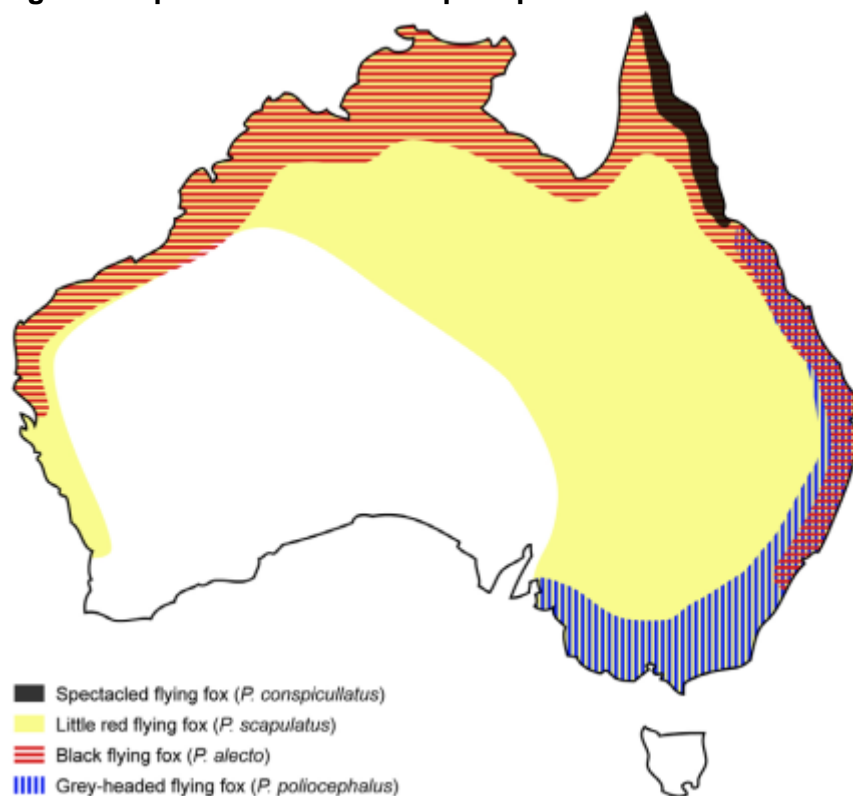 Spectacled flying fox (P. conspicullatus)
Little red flying fox (P. scapulatus)
Black flying fox (P. alecto)
Grey-headed flying fox (P. poliocephalus)